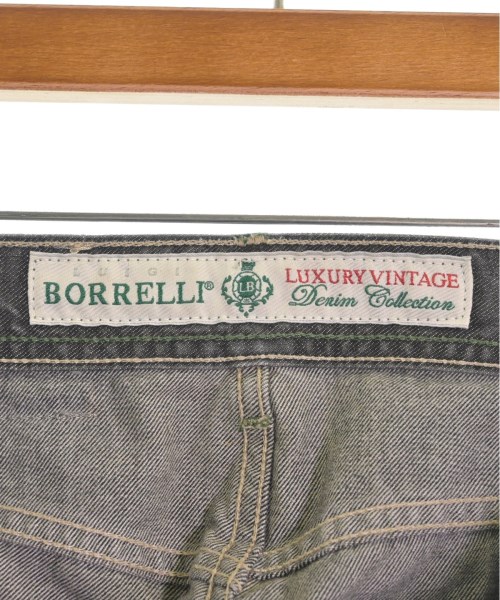 LUIGI
BORRELLI®
LB
LUXURY VINTAGE
Denim Collection